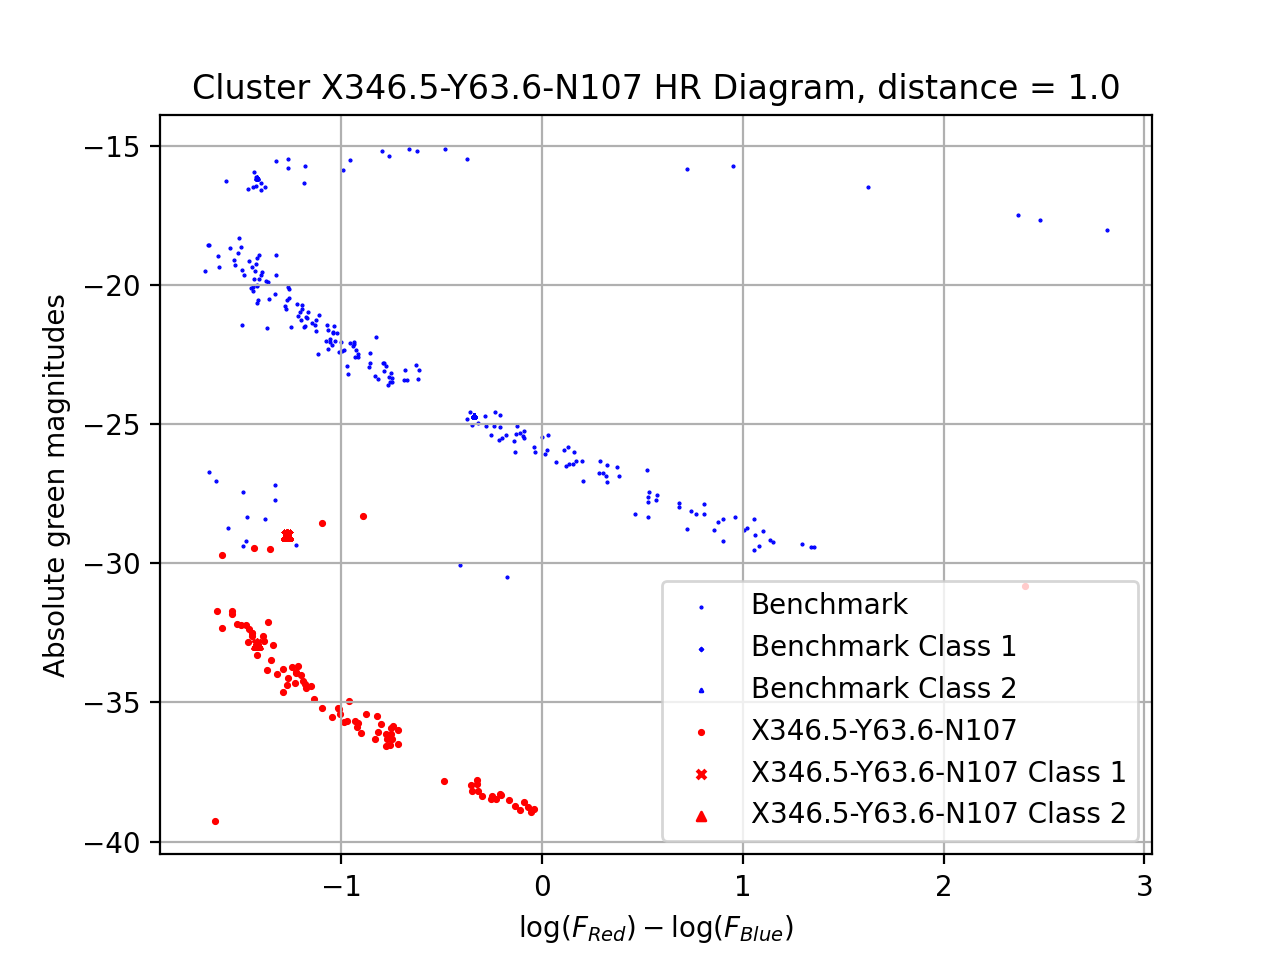 Cluster X346.5-Y63.6-N107 HR Diagram, distance = 1.0
Absolute green magnitudes
−15
−20
−25
−30
−35
−40
Benchmark
Benchmark Class 1
Benchmark Class 2
X346.5-Y63.6-N107
X346.5-Y63.6-N107 Class 1
X346.5-Y63.6-N107 Class 2
−1 0 1 2 3
log(F_Red) − log(F_Blue)